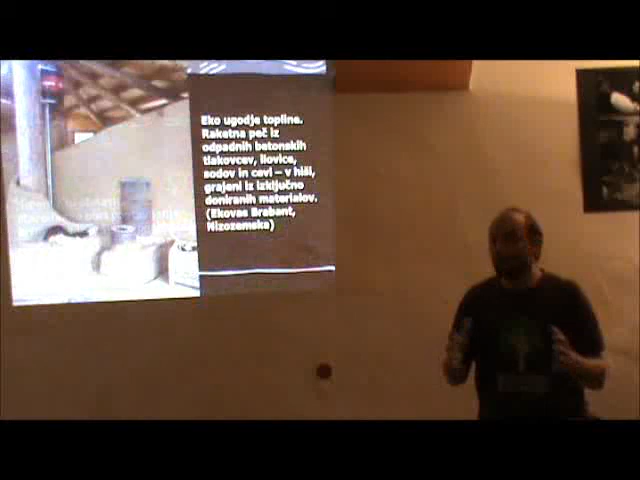 Eko ugodje topline.
Raketna peč iz
odpadnih betonskih
tlakovcev, ilovice,
sodov in cevi – v hiši,
grajeni iz izključno
doniranih materialov.
(Ekovas Brabant,
Nizozemska)